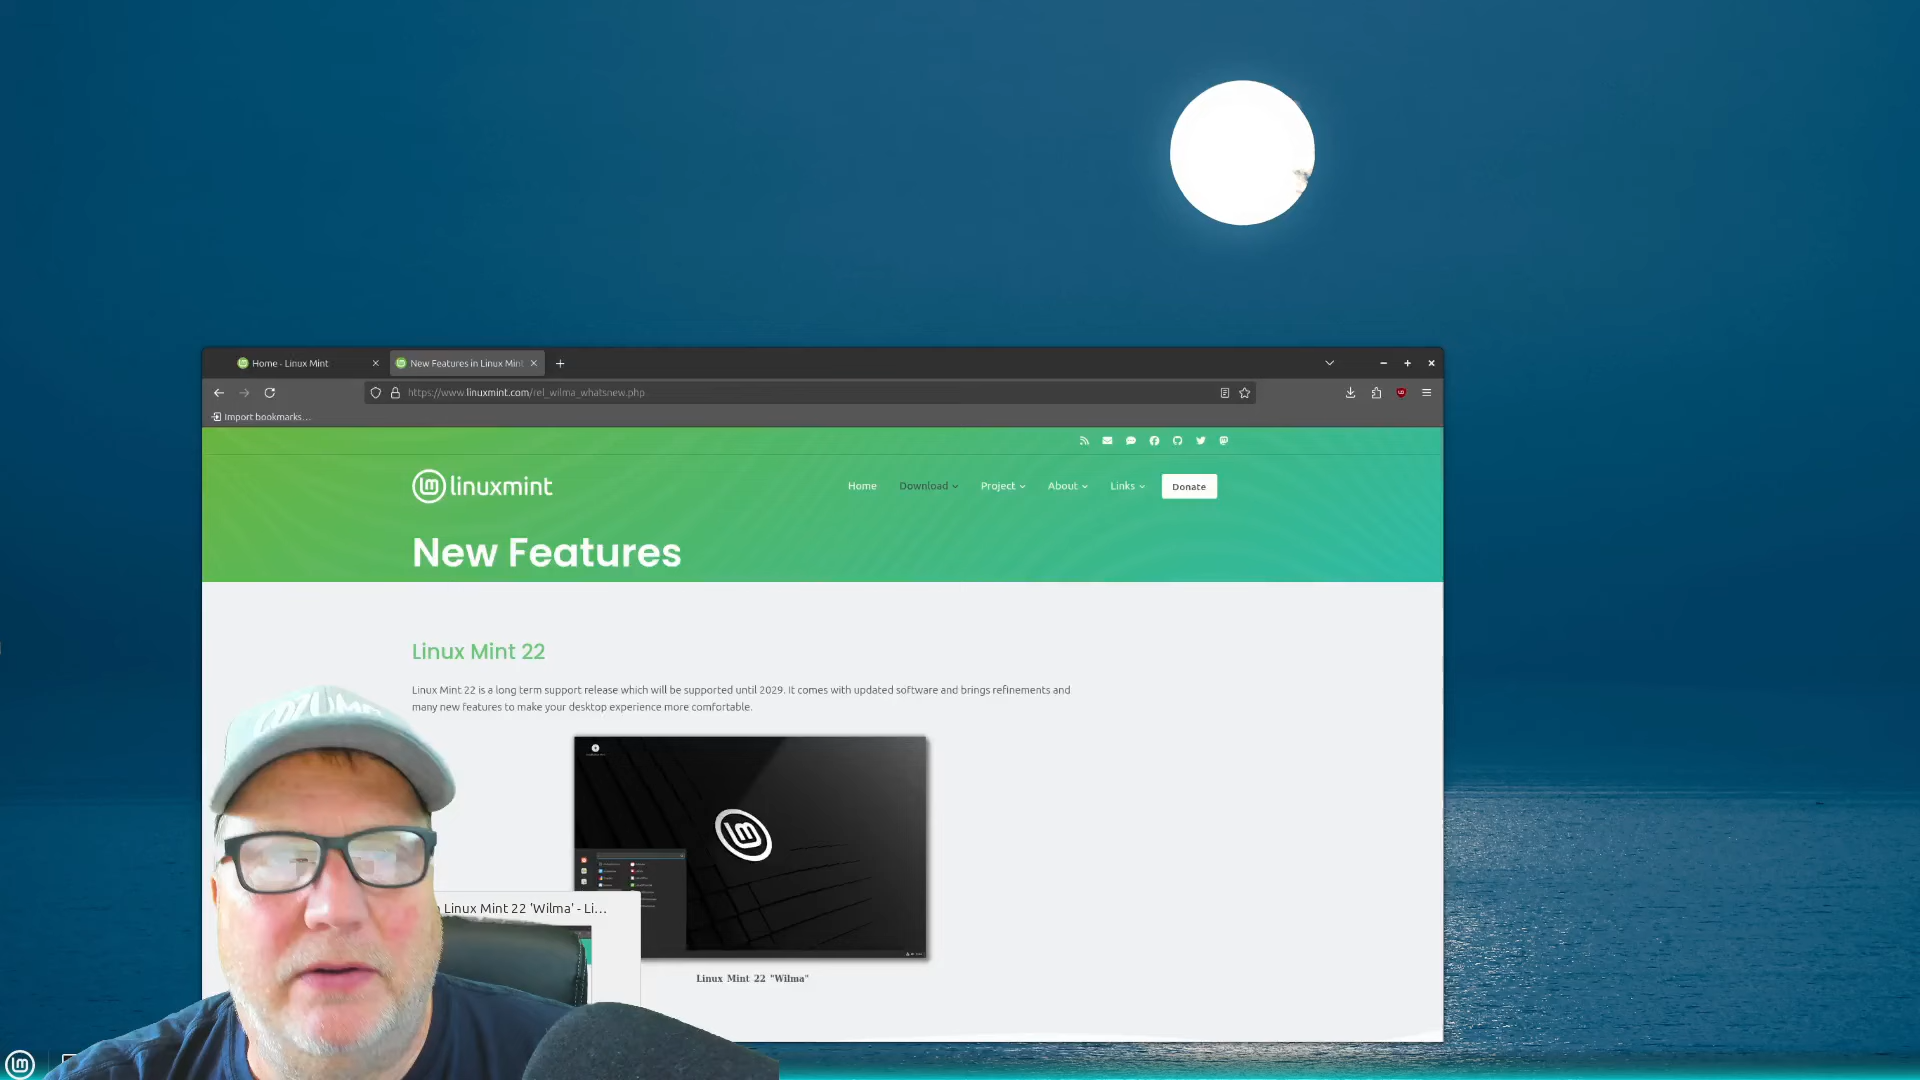 Home - Linux Mint
New Features in Linux Mint
https://www.linuxmint.com/rel_wilma_whatsnew.php
Import bookmarks...
linuxmint
Home
Download
Project
About
Links
Donate
New Features
Linux Mint 22
Linux Mint 22 is a long term support release which will be supported until 2029. It comes with updated software and brings refinements and
many new features to make your desktop experience more comfortable.
COZUM
Linux Mint 22 'Wilma' - Li...
Linux Mint 22 "Wilma"